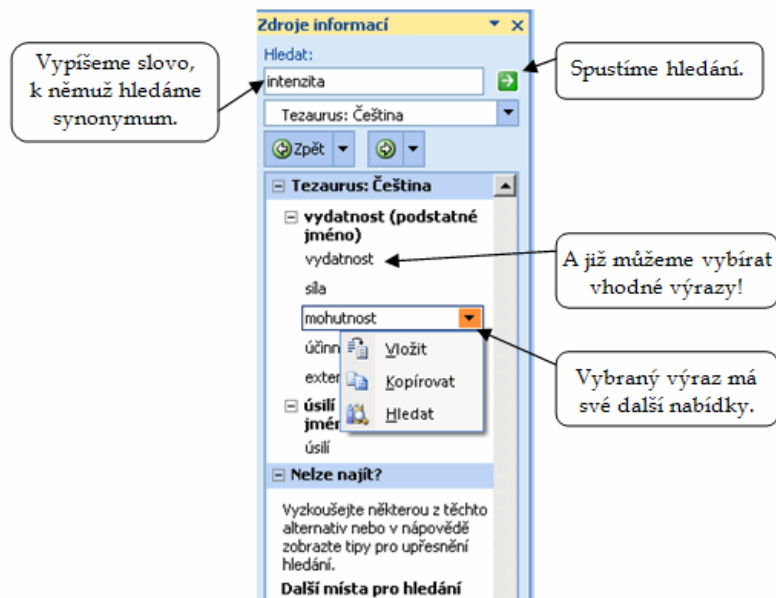 Zdroje informací
Hledat:
intenzita
Tezaurus: Čeština
Zpět
Tezaurus: Čeština
vydatnost (podstatné
jméno)
vydatnost
síla
mohutnost
Vložit
Kopírovat
Hledat
úsilí
úsilí
Nelze najít?
Vyzkoušejte některou z těchto
alternativ nebo v nápovědě
zobrazte tipy pro upřesnění
hledání.
Další místa pro hledání
Vypíšeme slovo,
k němuž hledáme
synonymum.
Spustíme hledání.
A již můžeme vybírat
vhodné výrazy!
Vybraný výraz má
své další nabídky.